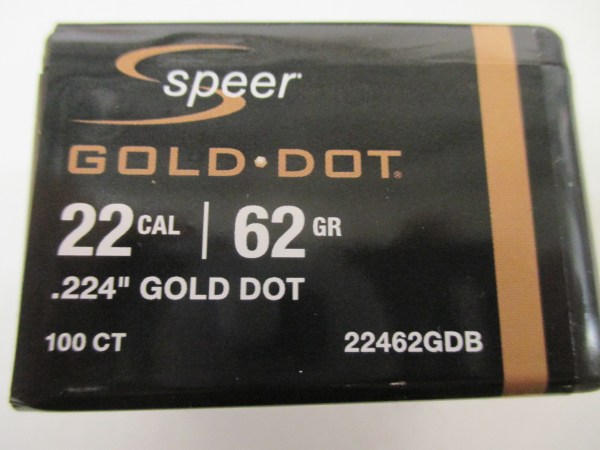 speer®
GOLD•DOT®
22 CAL | 62 GR
.224" GOLD DOT
100 CT 22462GDB